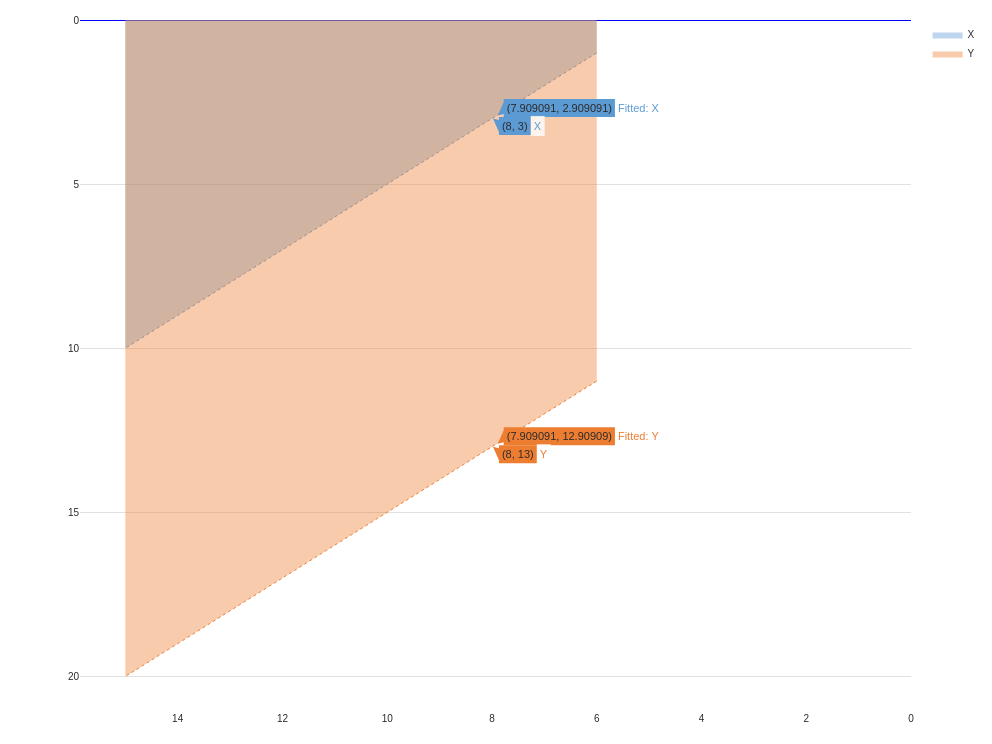 0
X
Y
(7.909091, 2.909091) Fitted: X
(8, 3) X
5
10
(7.909091, 12.90909) Fitted: Y
(8, 13) Y
15
20
14 12 10 8 6 4 2 0